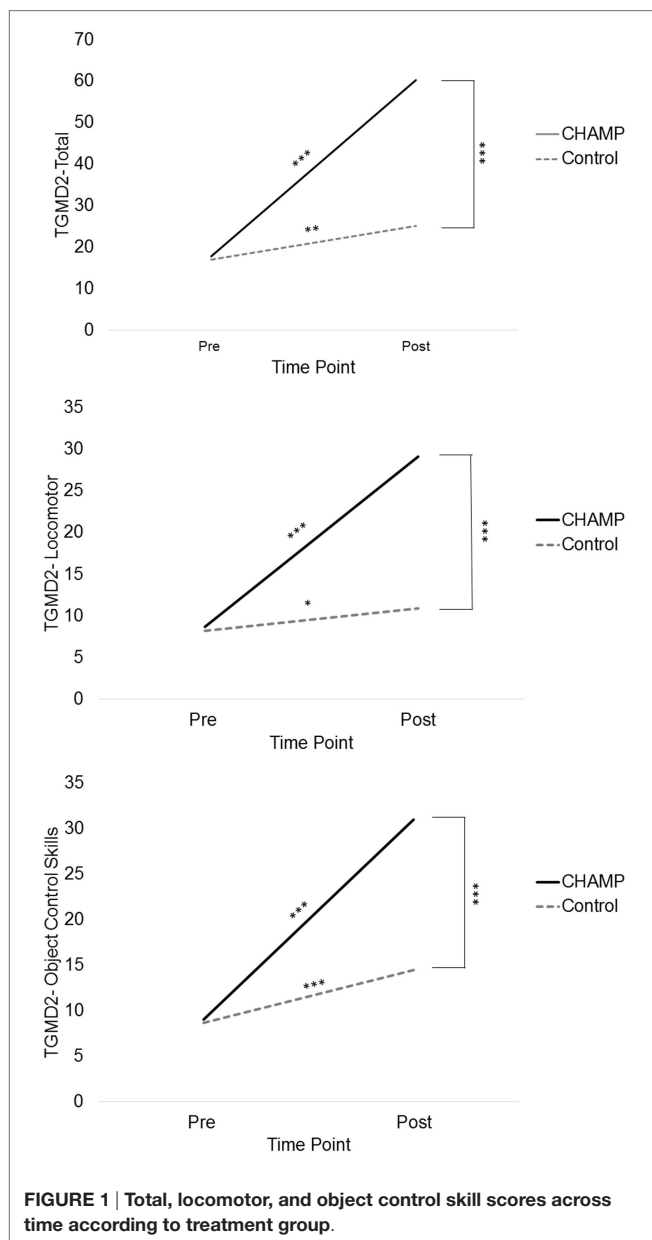 70
60
50
40
30
20
10
0
TGMD2-Total
***
**
***
CHAMP
Control
Pre
Post
Time Point
35
30
25
20
15
10
5
0
TGMD2- Locomotor
***
*
***
CHAMP
Control
Pre
Post
Time Point
35
30
25
20
15
10
5
0
TGMD2- Object Control Skills
***
***
***
CHAMP
Control
Pre
Post
Time Point
FIGURE 1 | Total, locomotor, and object control skill scores across
time according to treatment group.